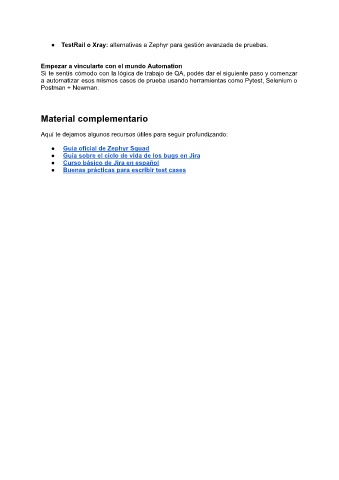 ● TestRail o Xray: alternativas a Zephyr para gestión avanzada de pruebas.
Empezar a vincularte con el mundo Automation
Si te sentís cómodo con la lógica de trabajo de QA, podés dar el siguiente paso y comenzar
a automatizar esos mismos casos de prueba usando herramientas como Pytest, Selenium o
Postman + Newman.
Material complementario
Aquí te dejamos algunos recursos útiles para seguir profundizando:
● Guía oficial de Zephyr Squad
● Guía sobre el ciclo de vida de los bugs en Jira
● Curso básico de Jira en español
● Buenas prácticas para escribir test cases